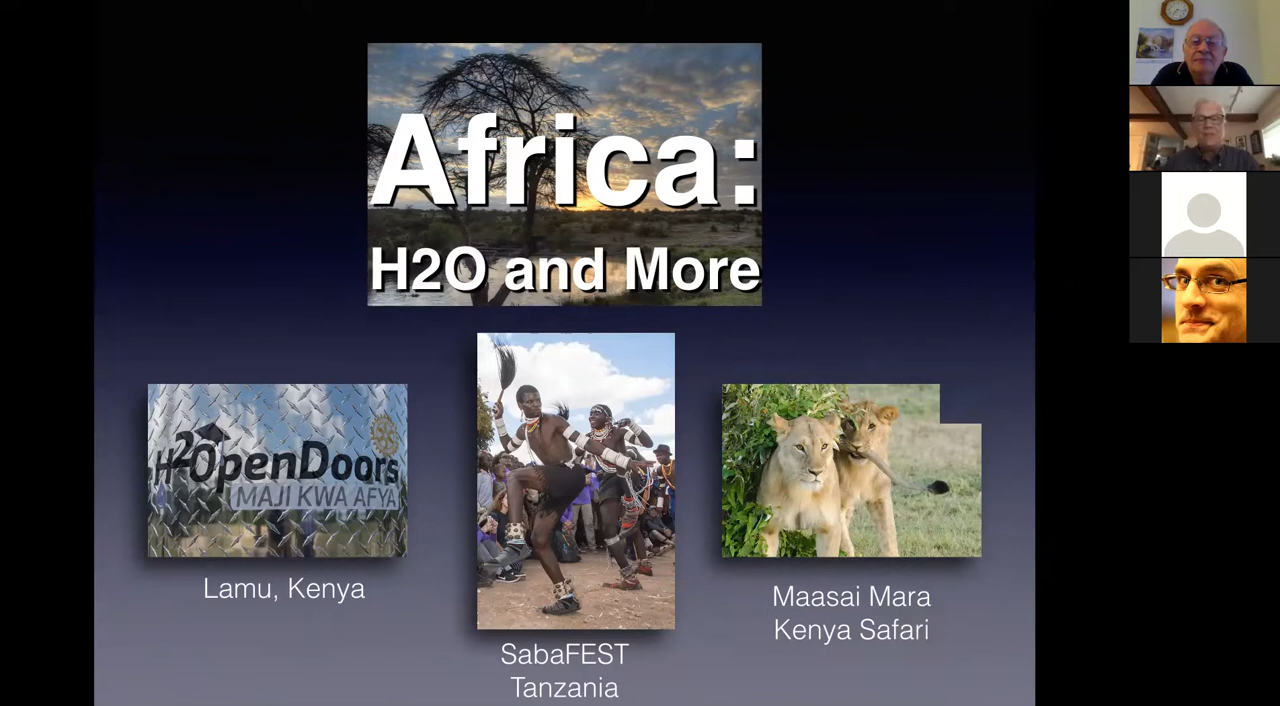 Africa:
H2O and More
H2OpenDoors
MAJI KWA AFYA
Lamu, Kenya
SabaFEST
Tanzania
Maasai Mara
Kenya Safari